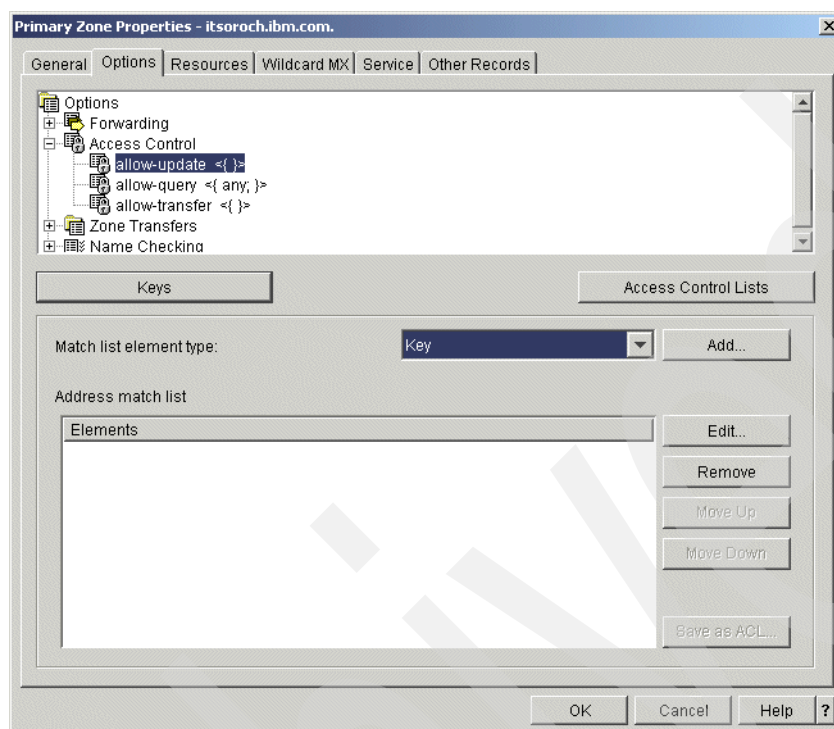 Primary Zone Properties - itsoroch.ibm.com.
General Options Resources Wildcard MX Service Other Records
Options
Forwarding
Access Control
allow-update <{ }>
allow-query <{ any; }>
allow-transfer <{ }>
Zone Transfers
Name Checking
Keys Access Control Lists
Match list element type: Key Add...
Address match list
Elements
Edit...
Remove
Move Up
Move Down
Save as ACL...
OK Cancel Help ?